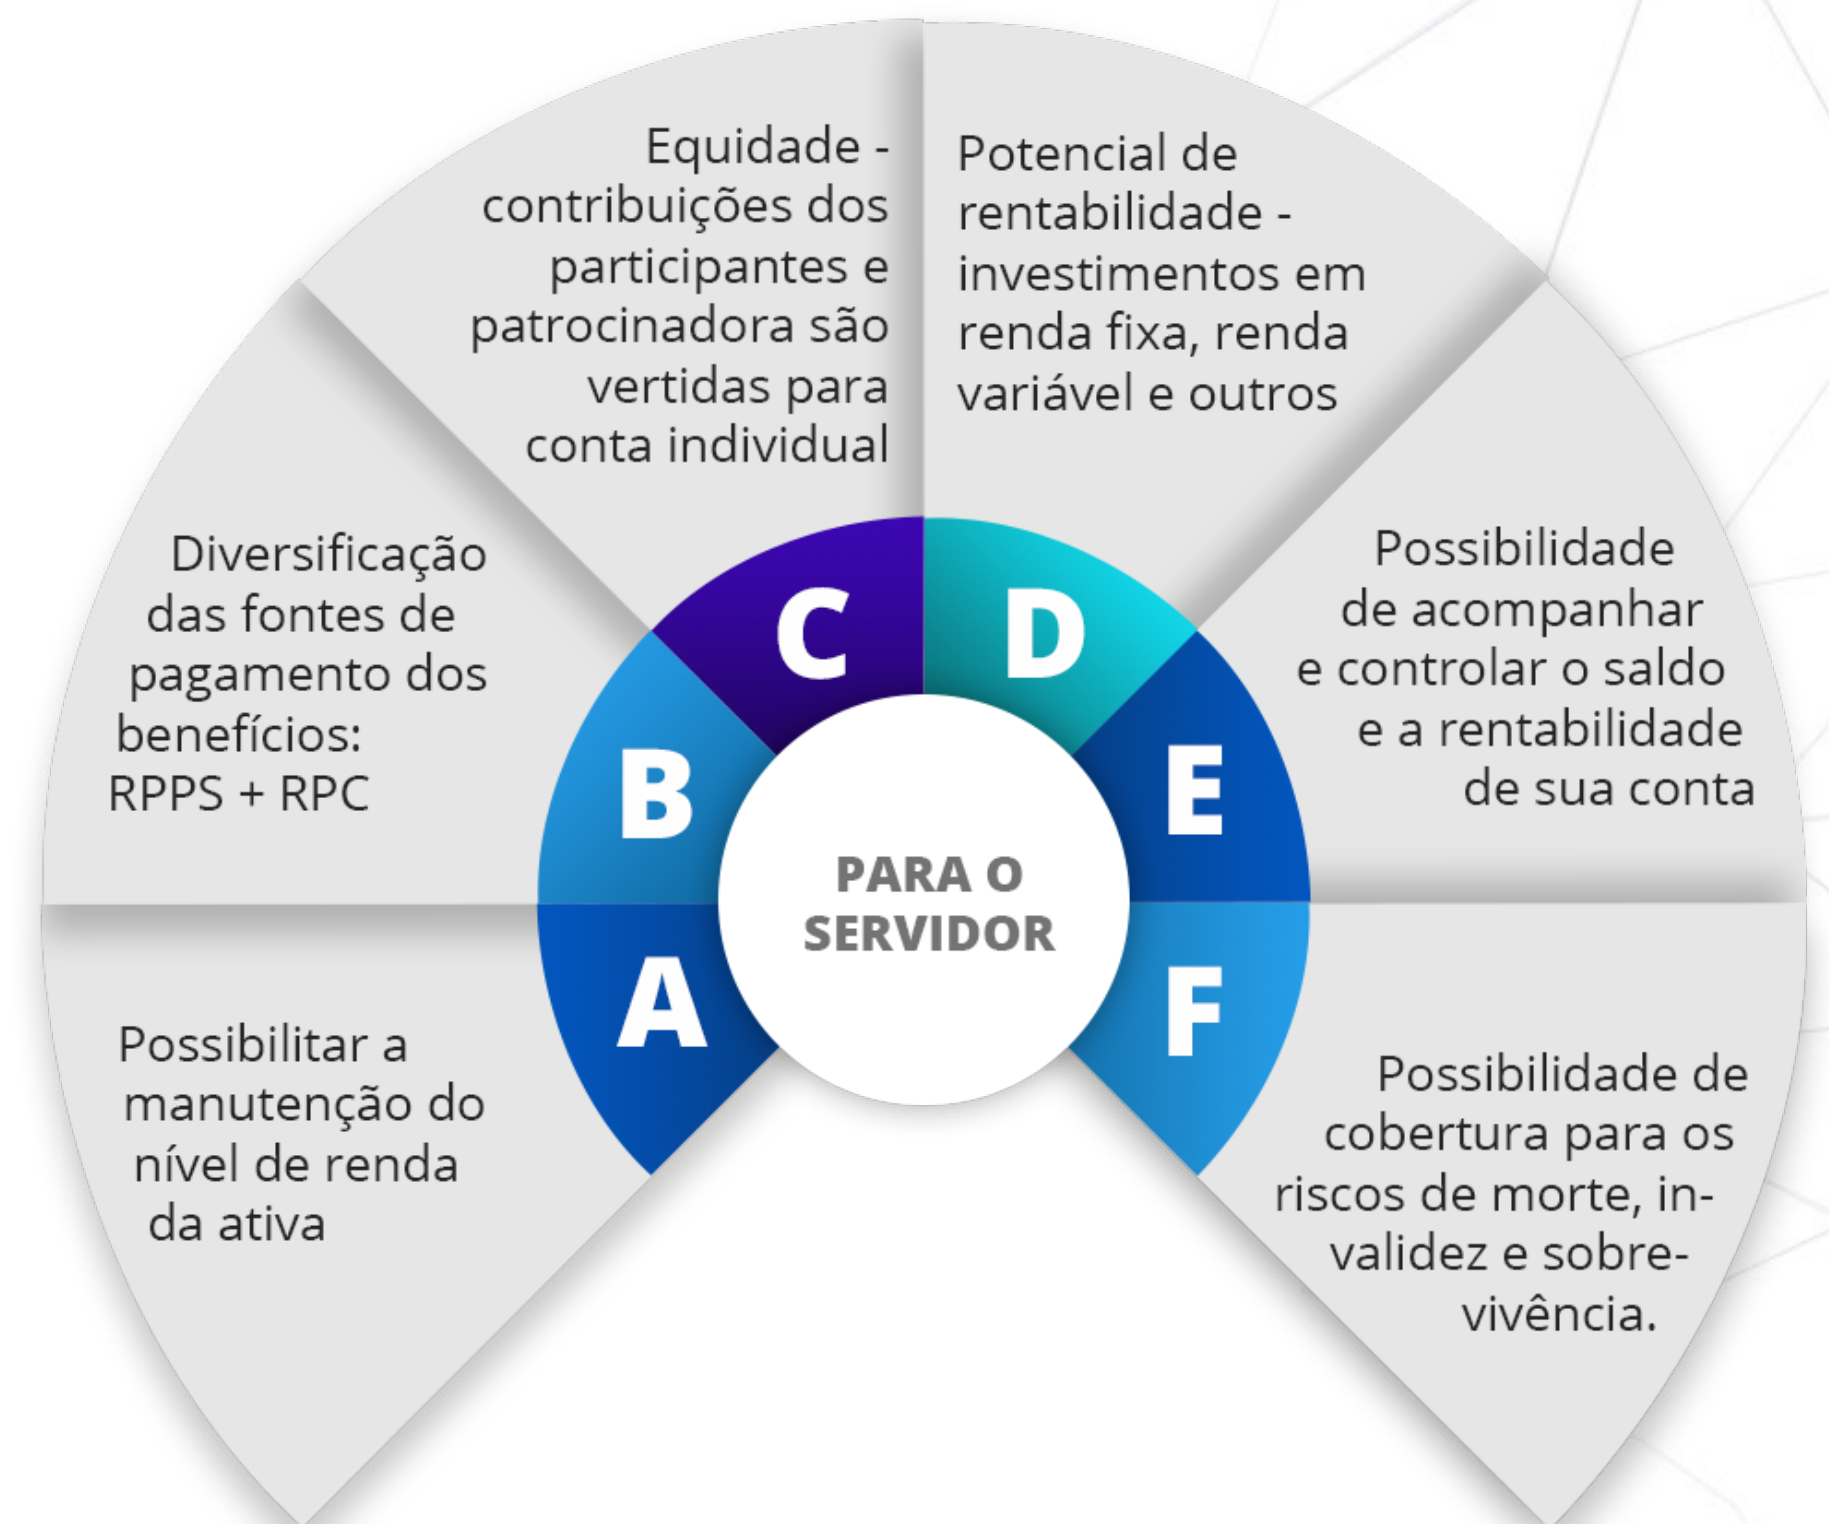 PARA O
SERVIDOR
A
Possibilitar a
manutenção do
nível de renda
da ativa
B
Diversificação
das fontes de
pagamento dos
benefícios:
RPPS + RPC
C
Equidade -
contribuições dos
participantes e
patrocinadora são
vertidas para
conta individual
D
Potencial de
rentabilidade -
investimentos em
renda fixa, renda
variável e outros
E
Possibilidade
de acompanhar
e controlar o saldo
e a rentabilidade
de sua conta
F
Possibilidade de
cobertura para os
riscos de morte, in-
validez e sobre-
vivência.